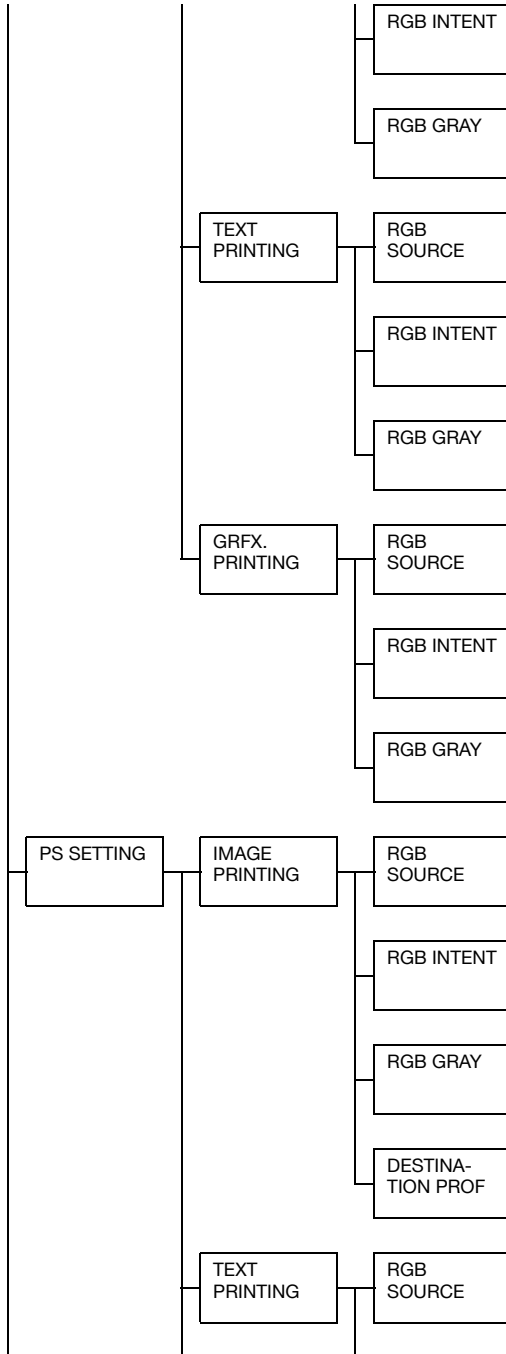 RGB INTENT
RGB GRAY
TEXT
PRINTING
RGB
SOURCE
RGB INTENT
RGB GRAY
GRFX.
PRINTING
RGB
SOURCE
RGB INTENT
RGB GRAY
PS SETTING
IMAGE
PRINTING
RGB
SOURCE
RGB INTENT
RGB GRAY
DESTINA-
TION PROF
TEXT
PRINTING
RGB
SOURCE